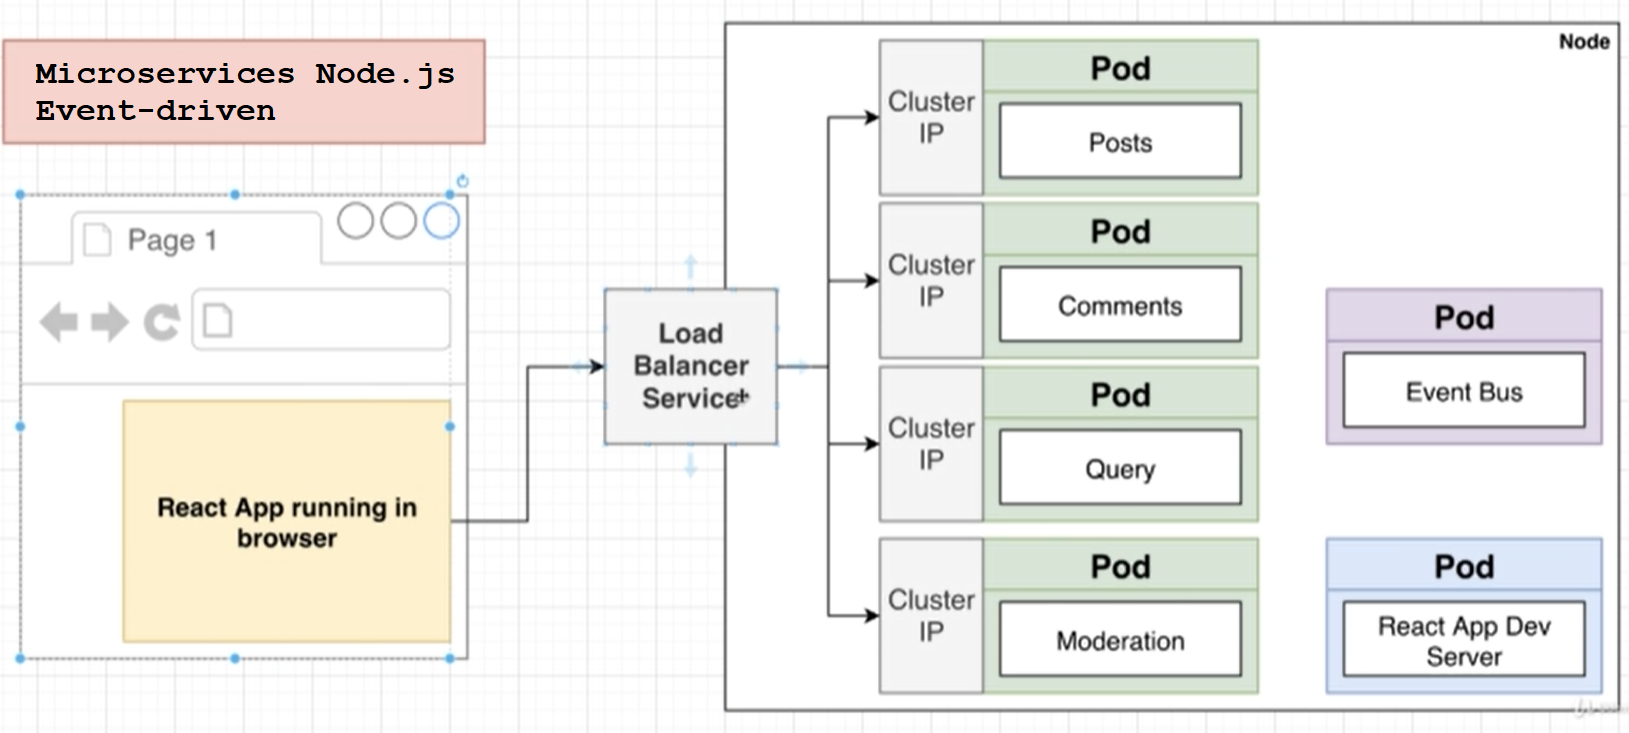 Microservices Node.js
Event-driven
Page 1
React App running in
browser
Load
Balancer
Service
Node
Cluster
IP
Pod
Posts
Cluster
IP
Pod
Comments
Cluster
IP
Pod
Query
Cluster
IP
Pod
Moderation
Pod
Event Bus
Pod
React App Dev
Server